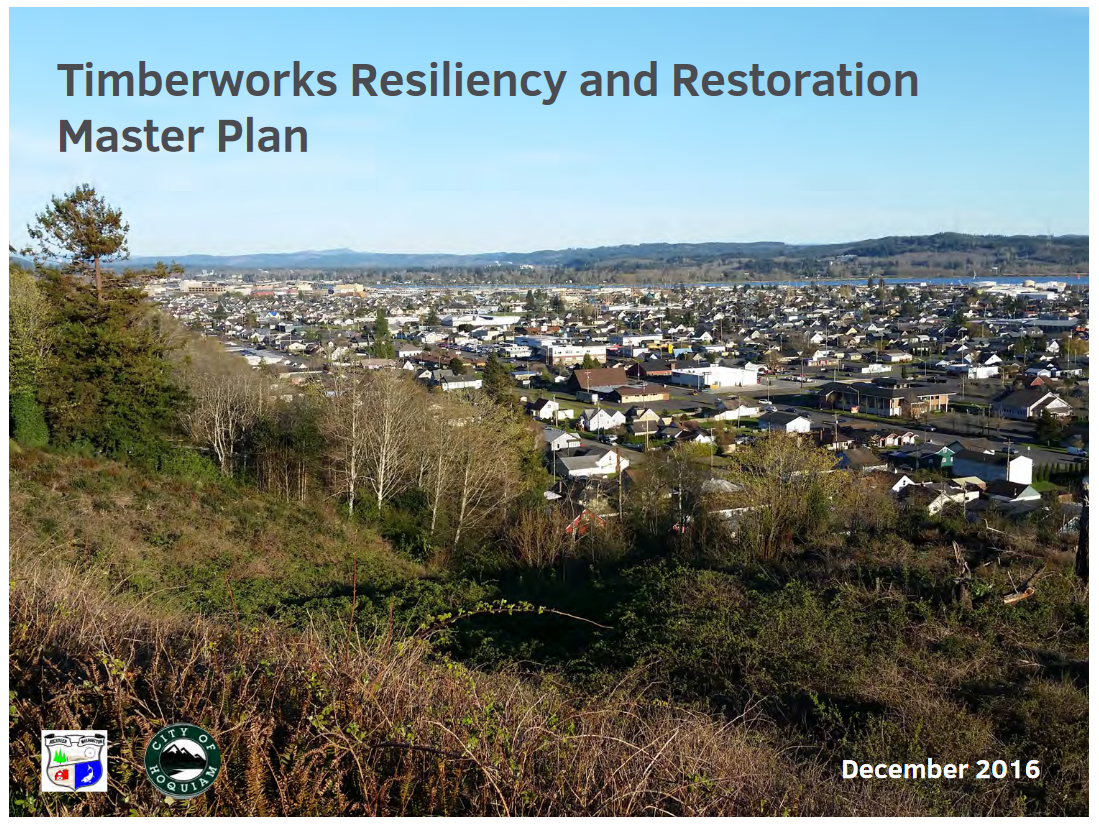 Timberworks Resiliency and Restoration
Master Plan
CITY OF
HOQUIAM
December 2016